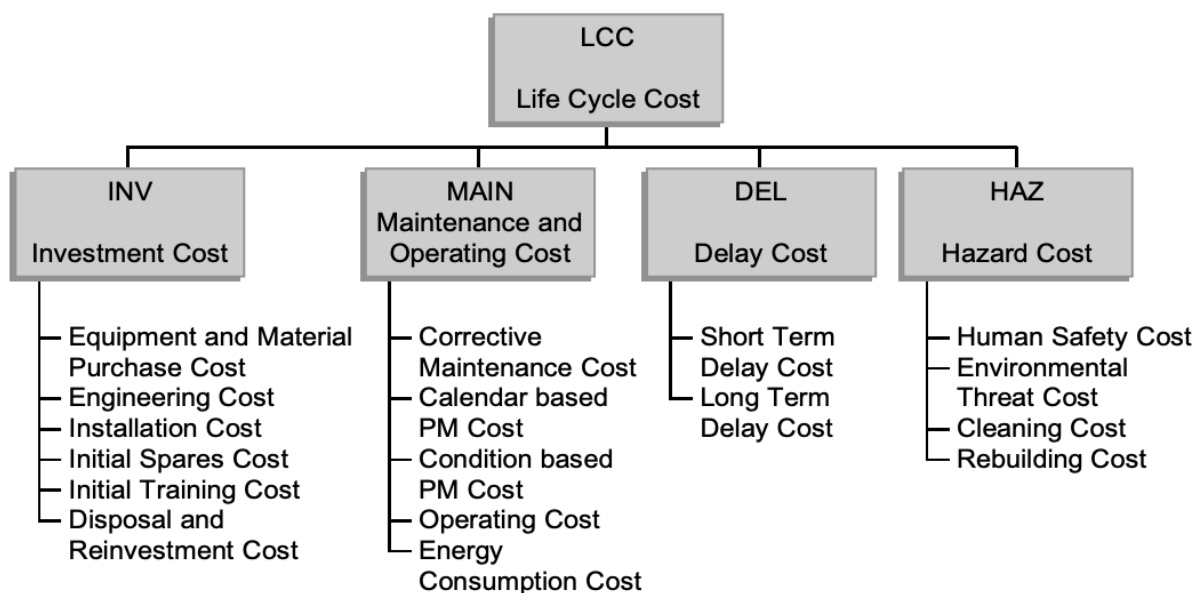 LCC
Life Cycle Cost
INV
Investment Cost
MAIN
Maintenance and
Operating Cost
DEL
Delay Cost
HAZ
Hazard Cost
Equipment and Material
Purchase Cost
Engineering Cost
Installation Cost
Initial Spares Cost
Initial Training Cost
Disposal and
Reinvestment Cost
Corrective
Maintenance Cost
Calendar based
PM Cost
Condition based
PM Cost
Operating Cost
Energy
Consumption Cost
Short Term
Delay Cost
Long Term
Delay Cost
Human Safety Cost
Environmental
Threat Cost
Cleaning Cost
Rebuilding Cost